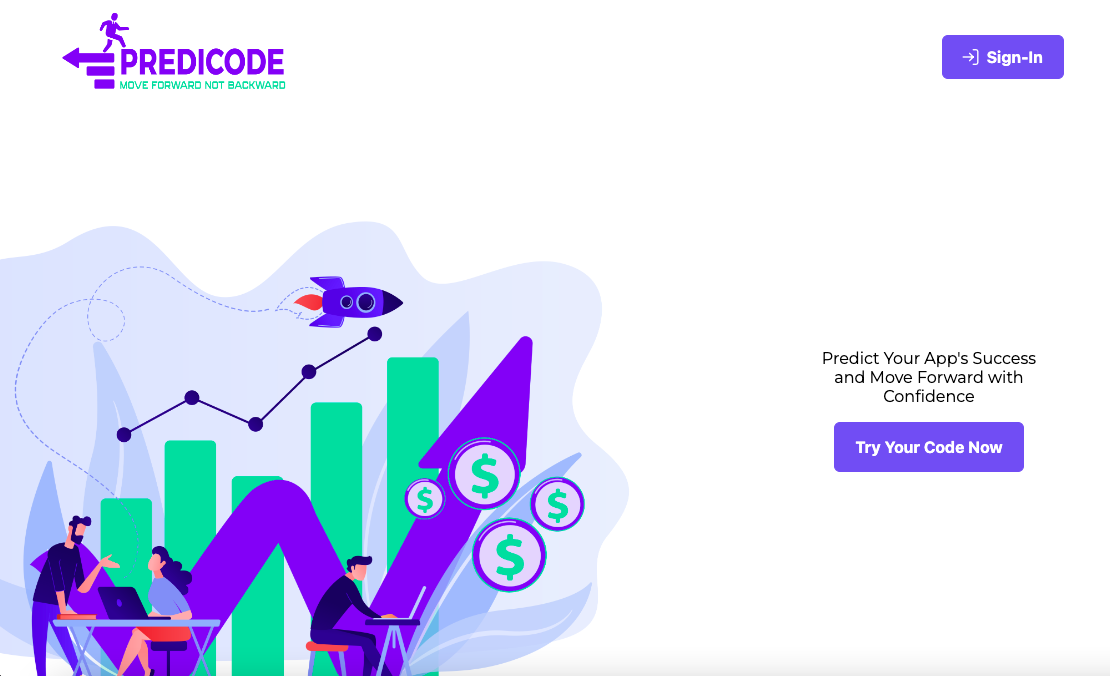 PREDICODE
MOVE FORWARD NOT BACKWARD
Sign-In
Predict Your App's Success
and Move Forward with
Confidence
Try Your Code Now
$
$
$
$